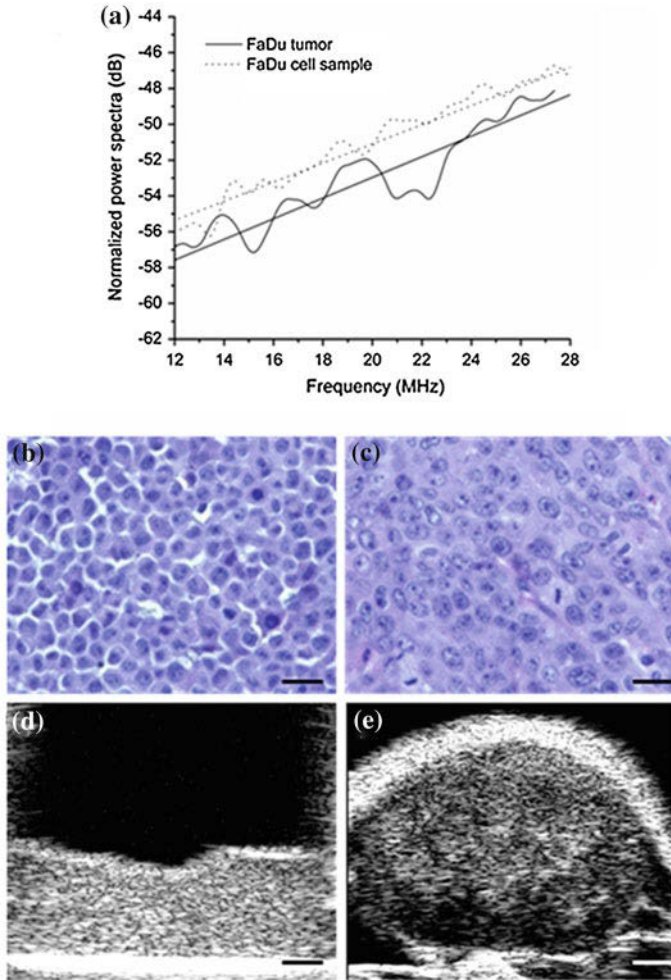 (a)
-44
-46
-48
-50
-52
-54
-56
-58
-60
-62
Normalized power spectra (dB)
FaDu tumor
FaDu cell sample
12 14 16 18 20 22 24 26 28
Frequency (MHz)
(b)
(c)
(d)
(e)